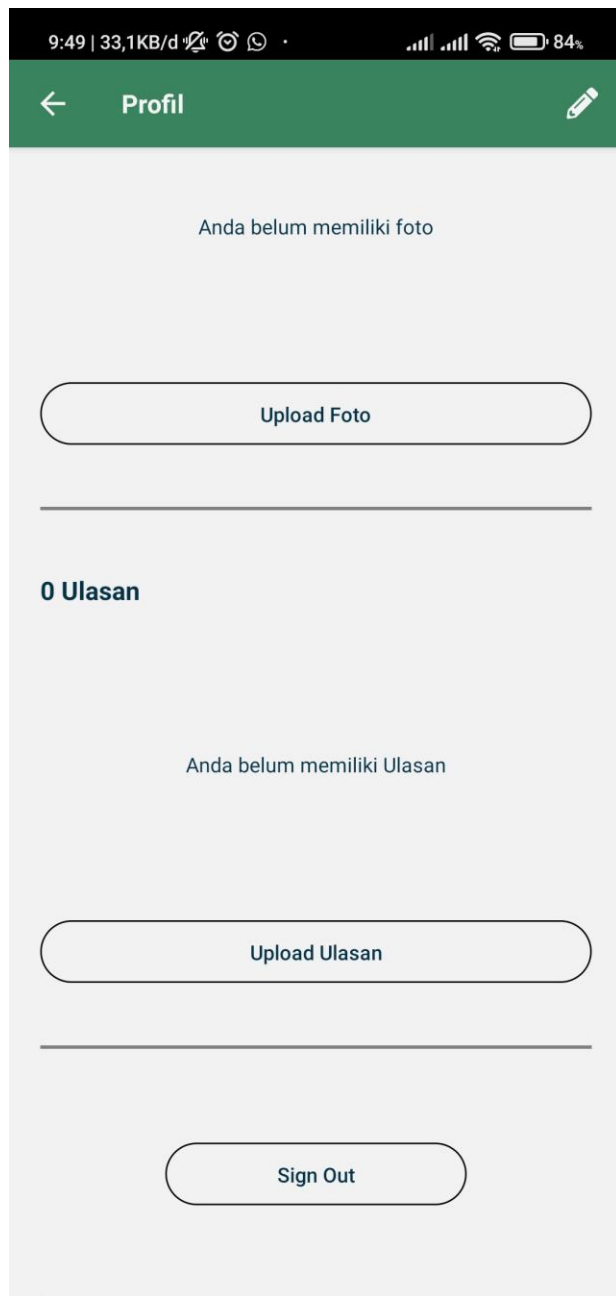 9:49 | 33,1KB/d 84%
Profil
Anda belum memiliki foto
Upload Foto
0 Ulasan
Anda belum memiliki Ulasan
Upload Ulasan
Sign Out